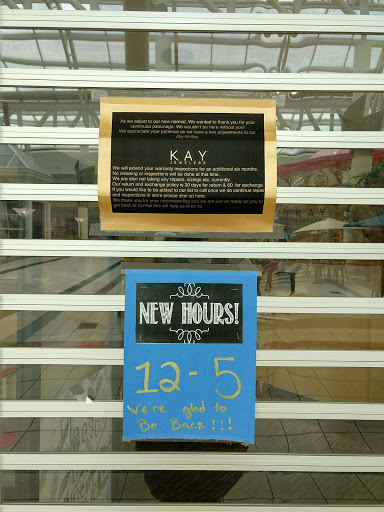 As we adjust to our new normal, We wanted to thank you for your
continued patronage. We wouldn't be here without you!!
We appreciate your patience as we have a few adjustments to our
day-to-day
KAY
JEWELERS
We will extend your warranty inspections for an additional six months.
No cleaning or inspections will be done at this time.
We are also not taking any repairs, sizings etc. currently.
Our return and exchange policy is 30 days for return & 60 for exchange.
If you would like to be added to our list to call once we do continue repair
and inspections in store please sign up here.
We thank you for your understanding and we are just as ready as you to
get back to normal this will help us to do so.
NEW HOURS!
12-5
We're glad to
Be Back!!!